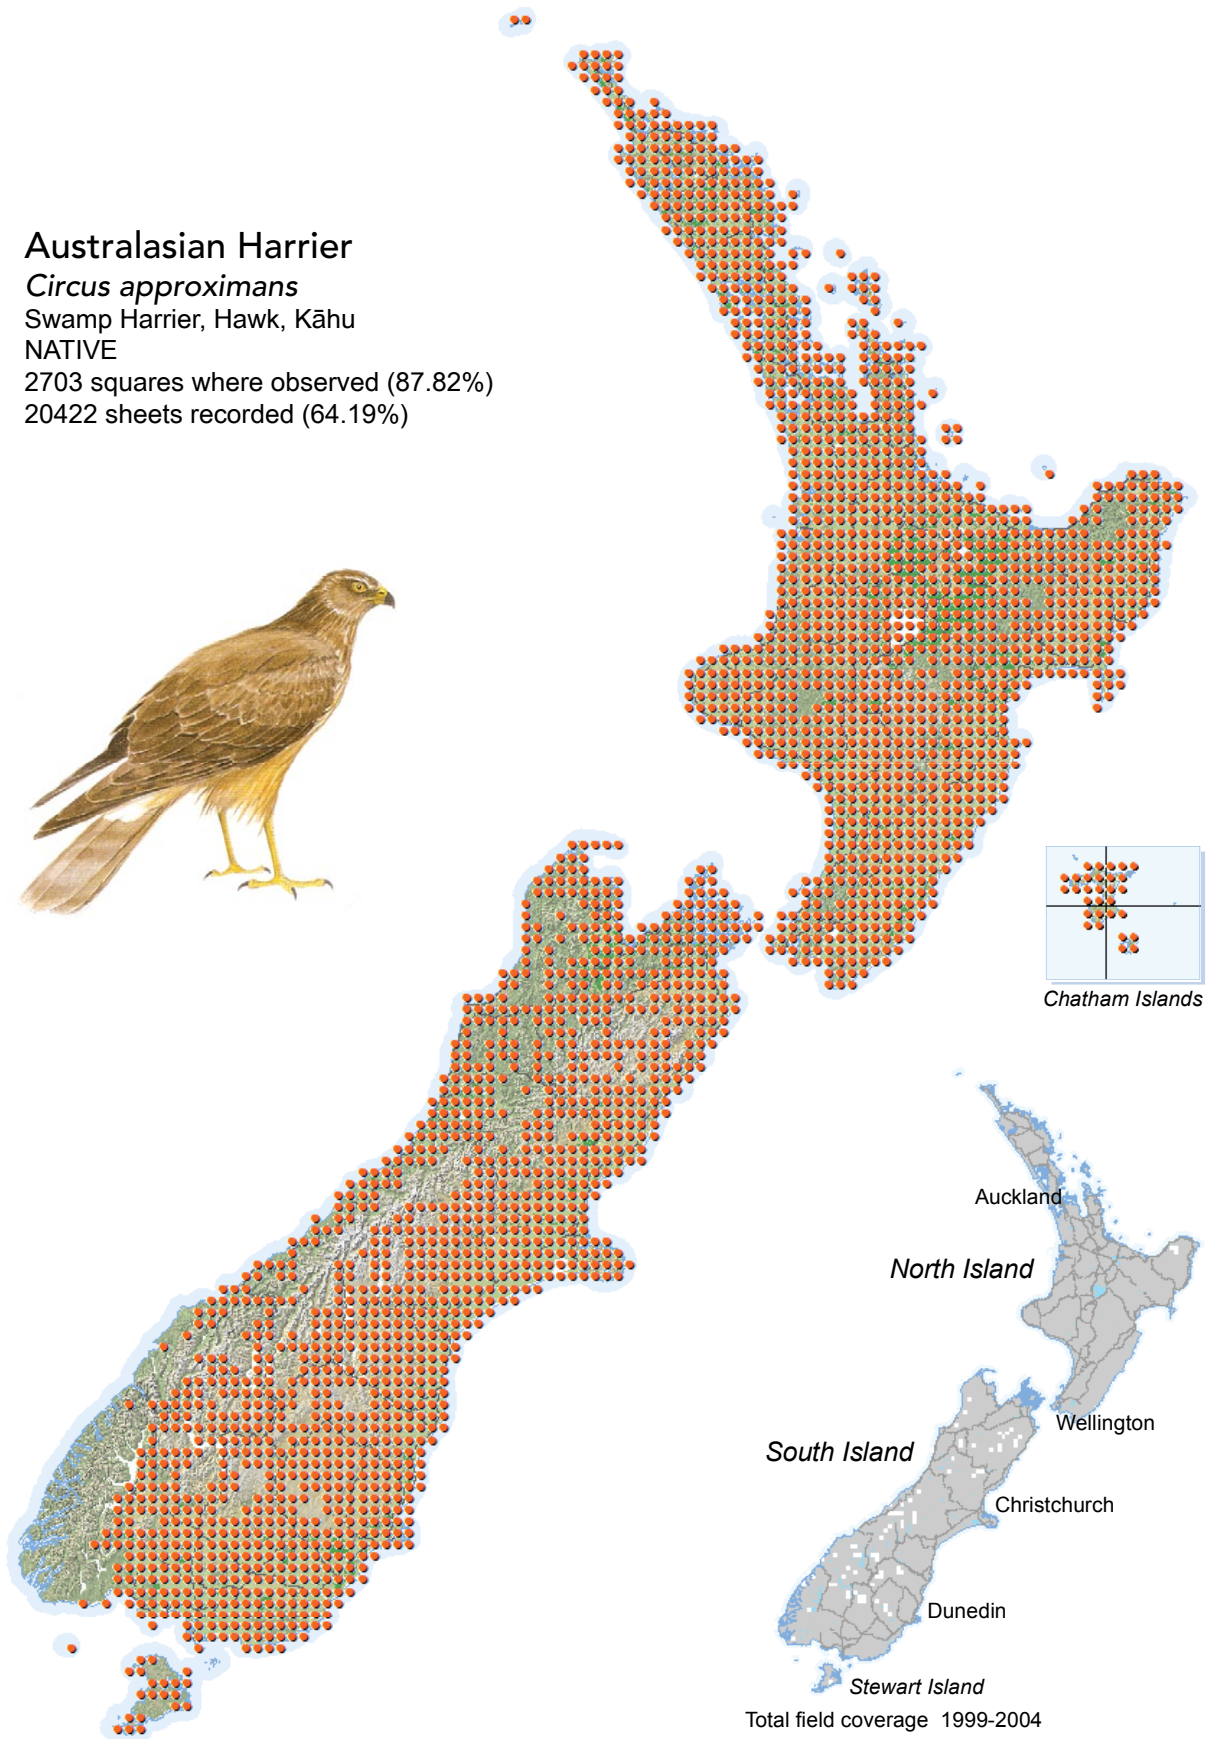 Australasian Harrier
Circus approximans
Swamp Harrier, Hawk, Kāhu
NATIVE
2703 squares where observed (87.82%)
20422 sheets recorded (64.19%)
Chatham Islands
Auckland
North Island
Wellington
South Island
Christchurch
Dunedin
Stewart Island
Total field coverage 1999-2004